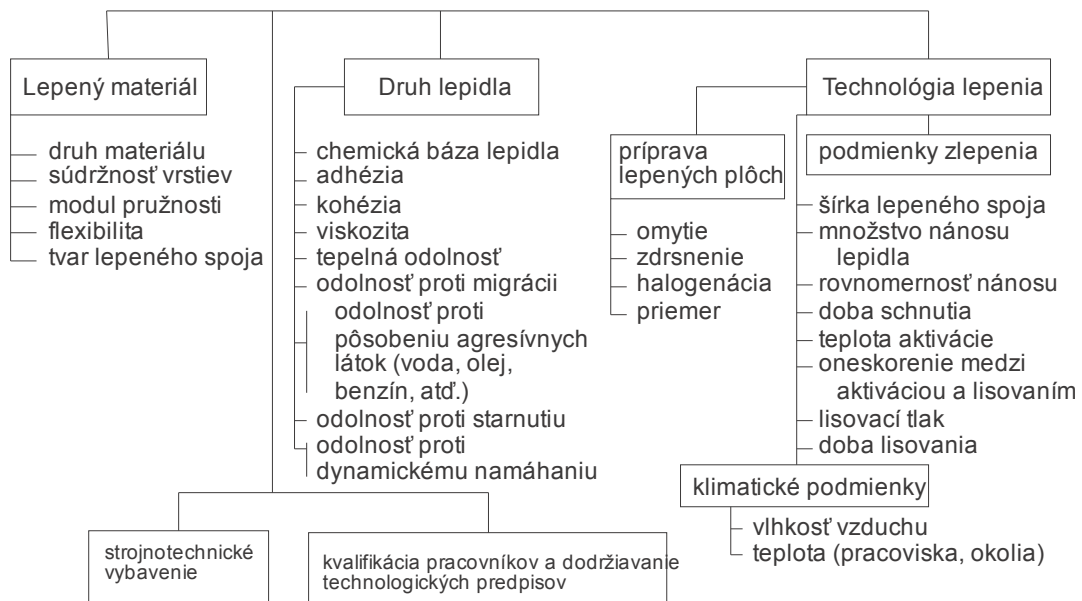 Lepený materiál
druh materiálu
súdržnosť vrstiev
modul pružnosti
flexibilita
tvar lepeného spoja
Druh lepidla
chemická báza lepidla
adhézia
kohézia
viskozita
tepelná odolnosť
odolnosť proti migrácii
odolnosť proti
pôsobeniu agresívnych
látok (voda, olej,
benzín, atď.)
odolnosť proti starnutiu
odolnosť proti
dynamickému namáhaniu
Technológia lepenia
príprava
lepených plôch
omytie
zdrsnenie
halogenácia
priemer
podmienky zlepenia
šírka lepeného spoja
množstvo nánosu
lepidla
rovnomernosť nánosu
doba schnutia
teplota aktivácie
oneskorenie medzi
aktiváciou a lisovaním
lisovací tlak
doba lisovania
klimatické podmienky
vlhkosť vzduchu
teplota (pracoviska, okolia)
strojnotechnické
vybavenie
kvalifikácia pracovníkov a dodržiavanie
technologických predpisov